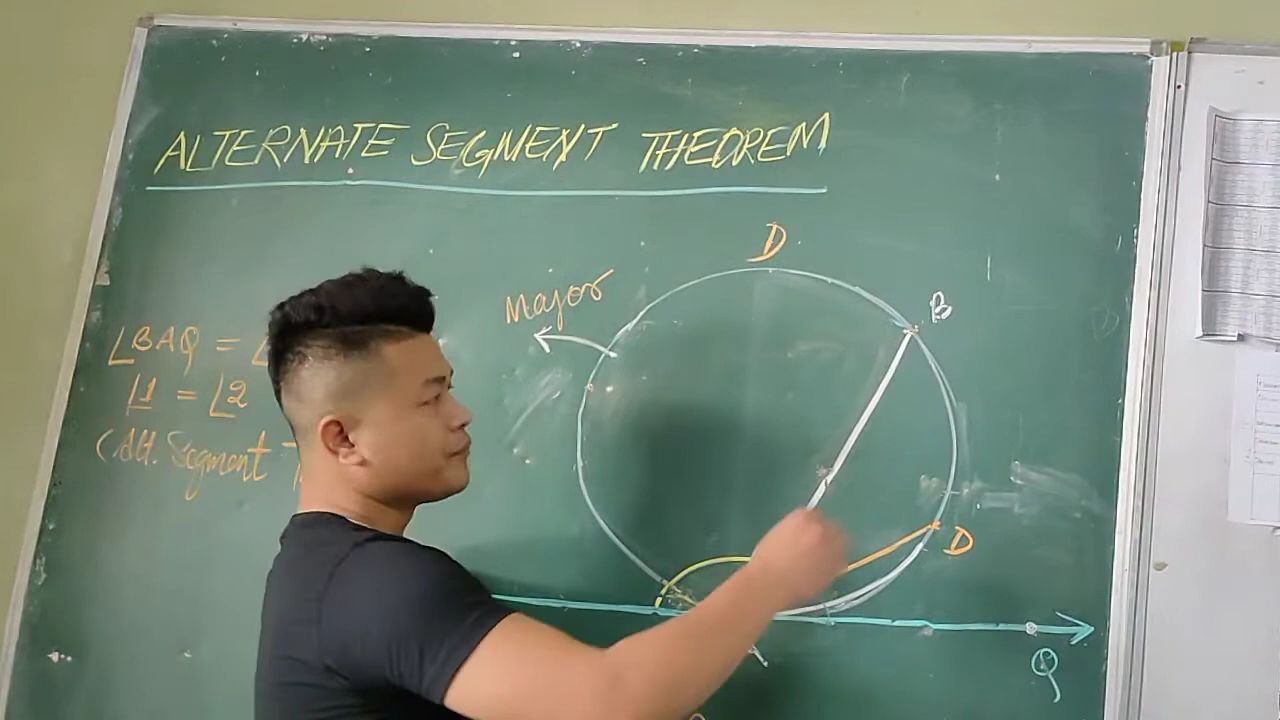 ALTERNATE SEGMENT THEOREM
D
Major
B
∠BAQ = ∠
∠1 = ∠2
(Alt. Segment
D
Q